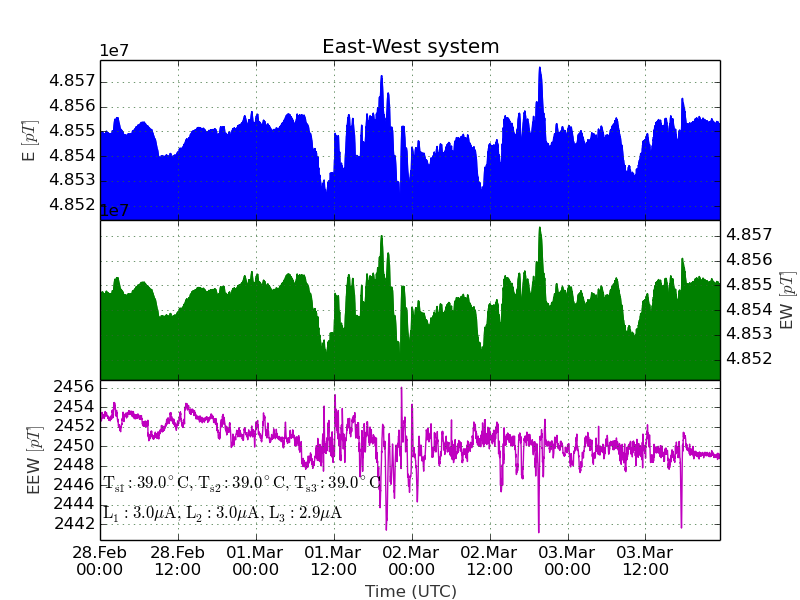 East-West system
1e7
4.857
4.856
4.855
4.854
4.853
4.852
E [pT]
1e7
4.857
4.856
4.855
4.854
4.853
4.852
EW [pT]
2456
2454
2452
2450
2448
2446
2444
2442
EEW [pT]
T_s1 : 39.0°C, T_s2 : 39.0°C, T_s3 : 39.0°C
L_1 : 3.0μA, L_2 : 3.0μA, L_3 : 2.9μA
28.Feb 28.Feb 01.Mar 01.Mar 02.Mar 02.Mar 03.Mar 03.Mar
00:00 12:00 00:00 12:00 00:00 12:00 00:00 12:00
Time (UTC)